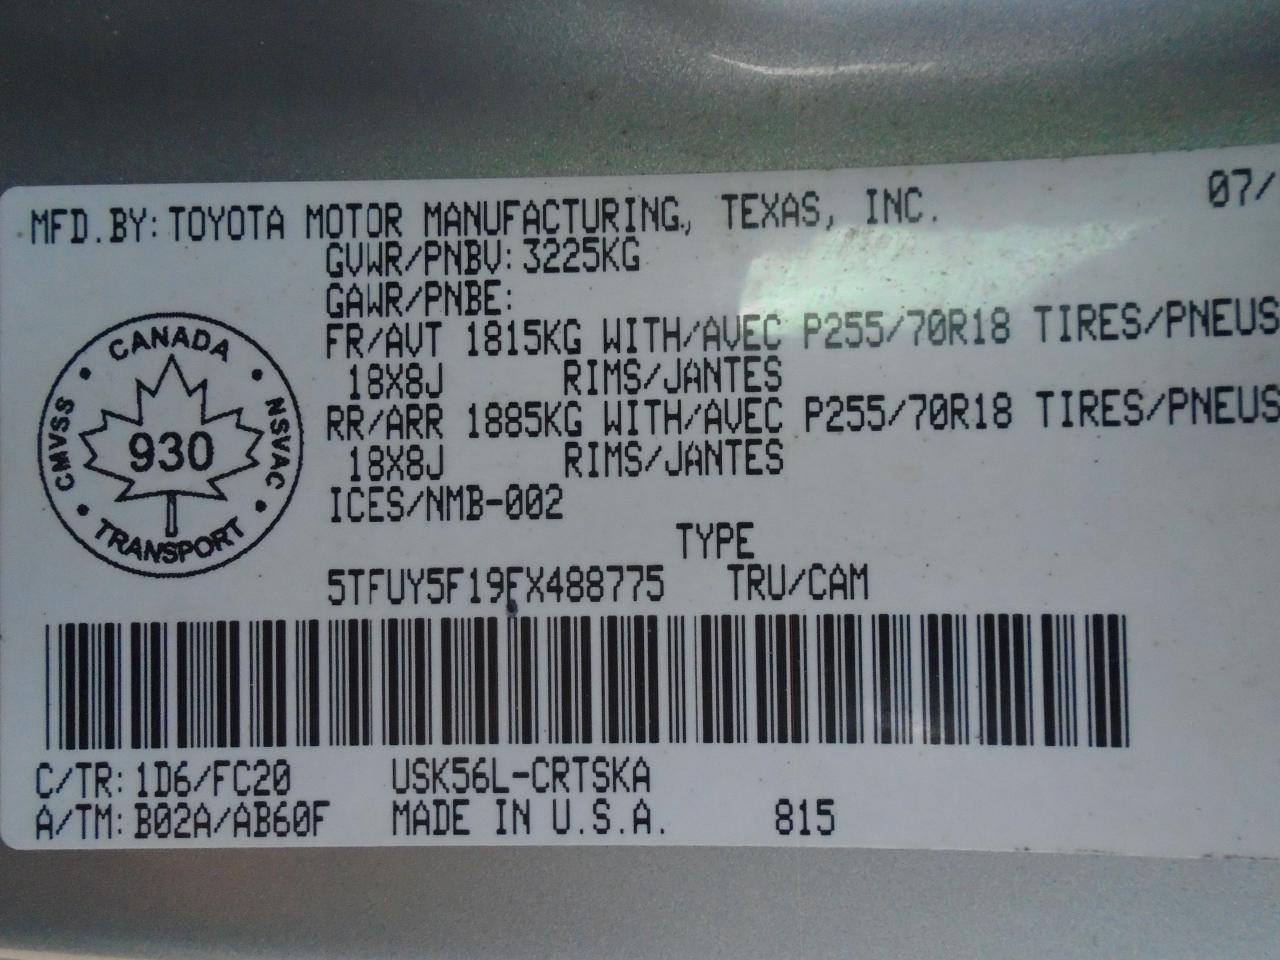 07/
MFD.BY: TOYOTA MOTOR MANUFACTURING, TEXAS, INC.
GVWR/PNBV: 3225KG
GAWR/PNBE:
FR/AVT 1815KG WITH/AVEC P255/70R18 TIRES/PNEUS
18X8J RIMS/JANTES
RR/ARR 1885KG WITH/AVEC P255/70R18 TIRES/PNEUS
18X8J RIMS/JANTES
ICES/NMB-002
CANADA
CMVSS
NSVAC
930
TRANSPORT
TYPE
5TFUY5F19FX488775 TRU/CAM
C/TR: 1D6/FC20 USK56L-CRTSKA
A/TM: B02A/AB60F MADE IN U.S.A. 815